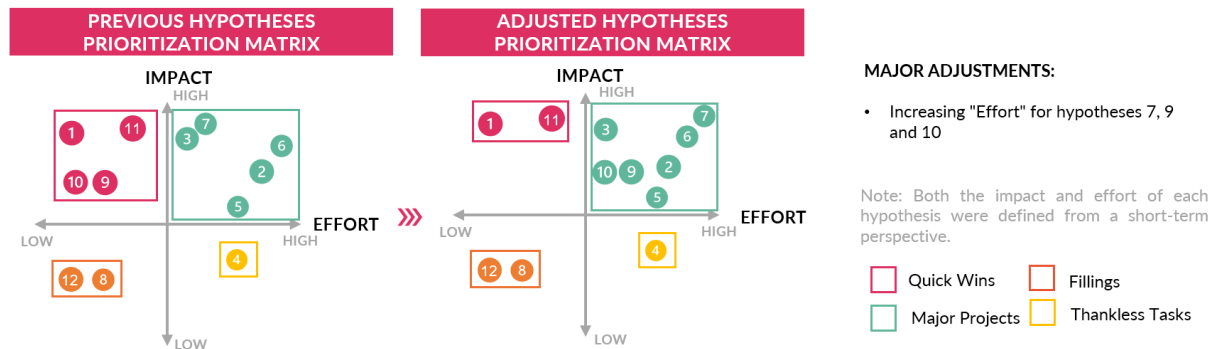 PREVIOUS HYPOTHESES
PRIORITIZATION MATRIX
IMPACT
HIGH
1
11
7
3
6
10
9
2
5
EFFORT
LOW
HIGH
4
12
8
LOW
ADJUSTED HYPOTHESES
PRIORITIZATION MATRIX
IMPACT
HIGH
1
11
7
3
6
10
9
2
5
EFFORT
LOW
HIGH
4
12
8
LOW
MAJOR ADJUSTMENTS:
• Increasing "Effort" for hypotheses 7, 9
and 10
Note: Both the impact and effort of each
hypothesis were defined from a short-term
perspective.
Quick Wins
Fillings
Major Projects
Thankless Tasks